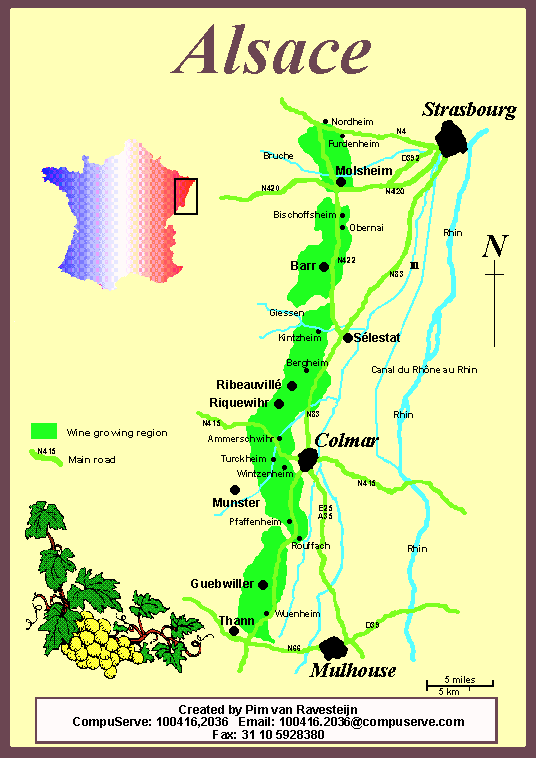 Alsace
Strasbourg
Nordheim
N4
Furdenheim
D392
Bruche
Molsheim
N420
N420
Bischoffsheim
Obernai
Rhin
N
Barr
N422
N83
Ill
Giessen
Kintzheim
Sélestat
Bergheim
Canal du Rhône au Rhin
Ribeauvillé
Riquewihr
N83
Rhin
N415
Wine growing region
Ammerschwihr
Colmar
N415
Main road
Turckheim
Wintzenheim
N415
Munster
E25
A35
Pfaffenheim
Rouffach
Rhin
Guebwiller
Wuenheim
Thann
D39
N66
Mulhouse
5 miles
5 km
Created by Pim van Ravesteijn
CompuServe: 100416,2036 Email: 100416.2036@compuserve.com
Fax: 31 10 5928380